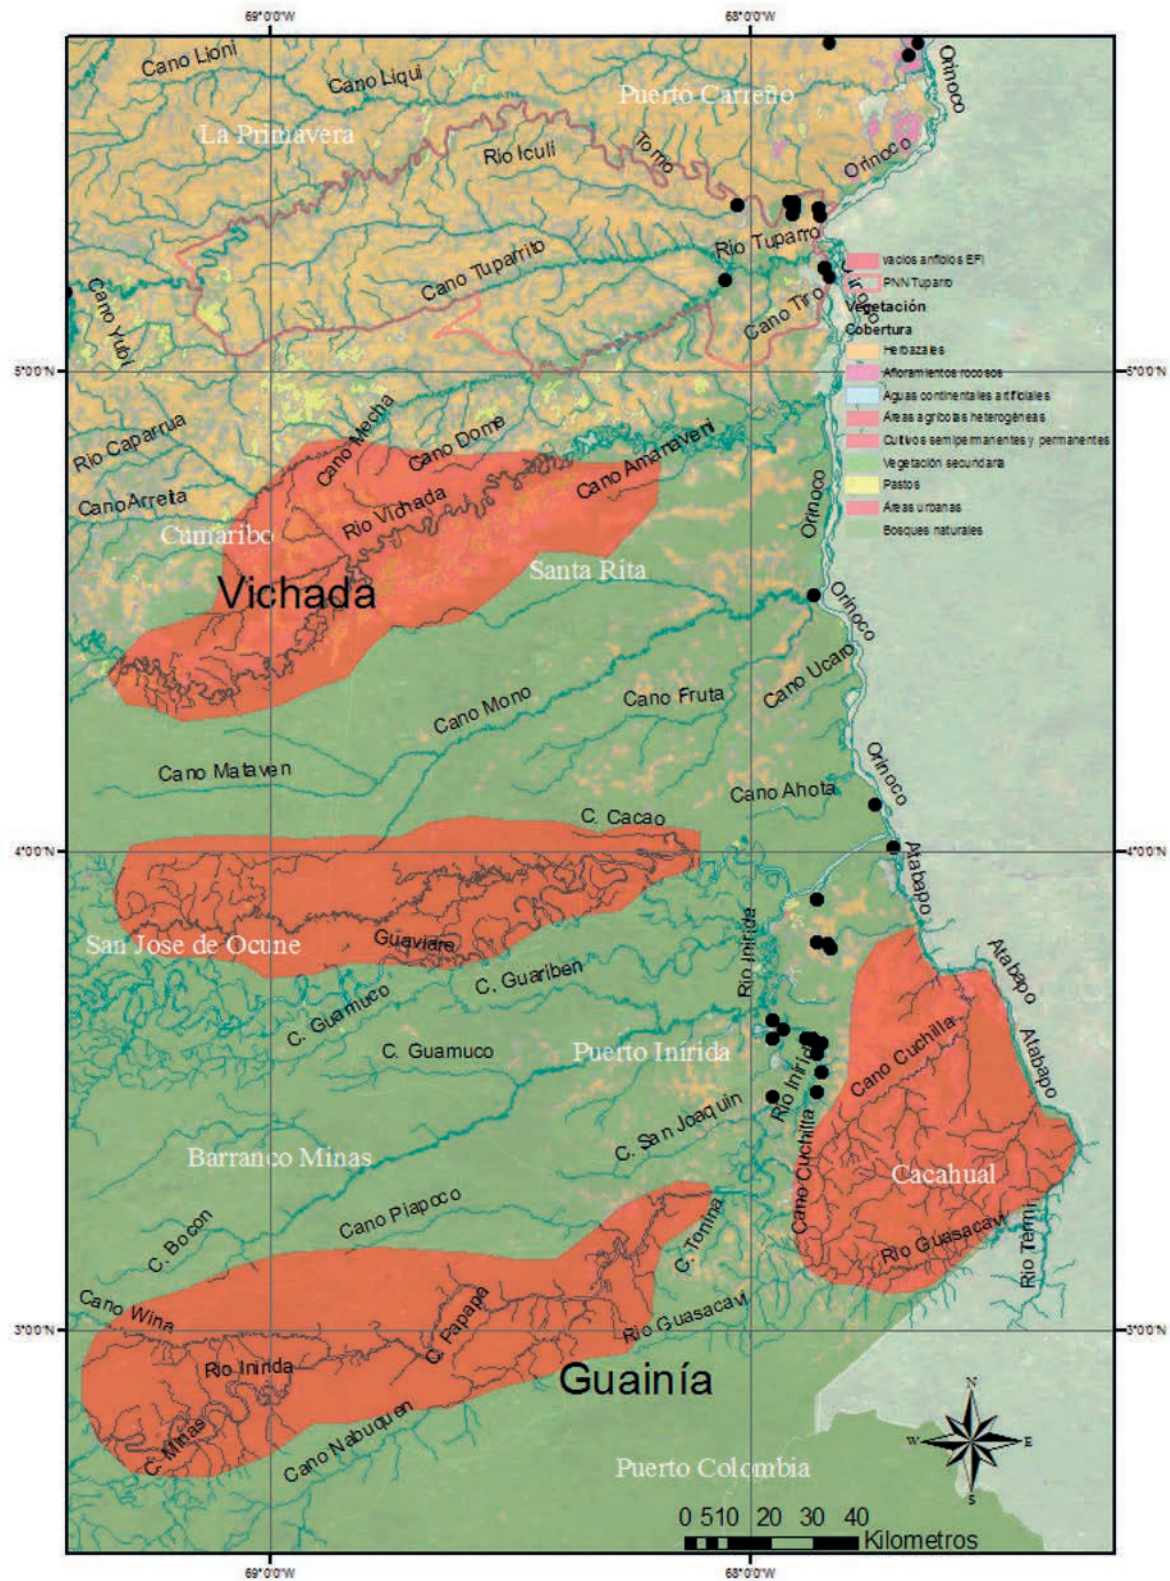 69°0'0"W
68°0'0"W
Cano Lioni
Cano Liqui
Puerto Carreño
Orinoco
La Primavera
Rio Iculi
Tomo
Orinoco
Rio Tuparro
Cano Tuparrito
Cano Tiro
Orinoco
Cano Yubi
vacios anfibios EFI
PNN Tuparro
Vegetación
Cobertura
Herbazales
Afloramientos rocosos
Aguas continentales artificiales
Areas agrícolas heterogéneas
Cultivos semipermanentes y permanentes
Vegetación secundaria
Pastos
Areas urbanas
Bosques naturales
5°0'0"N
5°0'0"N
Rio Caparrua
Cano Mecha
Cano Dome
Cano Amanaveni
Cano Arreita
Rio Vichada
Orinoco
Cumaribo
Santa Rita
Vichada
Orinoco
Cano Ucaro
Cano Mono
Cano Fruta
Cano Mataven
Orinoco
Cano Ahota
C. Cacao
4°0'0"N
4°0'0"N
Atabapo
San Jose de Ocune
Guaviare
Rio Inirida
C. Guariben
Atabapo
C. Guamuco
C. Guamuco
Puerto Inírida
Rio Inirida
Cano Cuchilla
Atabapo
C. San Joaquin
Barranco Minas
Cano Cuchilla
Cacahual
Cano Piapoco
C. Bocon
C. Tonina
Rio Guasacavi
Rio Temi
Cano Wina
C. Papapa
Rio Guasacavi
3°0'0"N
3°0'0"N
Rio Inirida
Guainía
C. Minas
Cano Nabuquen
Puerto Colombia
N
W
E
S
0 5 10 20 30 40
Kilometros
69°0'0"W
68°0'0"W